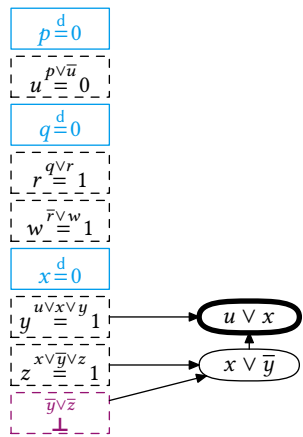 p d= 0
u p∨u̅= 0
d
q = 0
r q∨r= 1
w r̅∨w= 1
x d= 0
y u∨x∨y= 1
u ∨ x
z x∨y̅∨z= 1
x ∨ y̅
y̅∨z̅
⊥